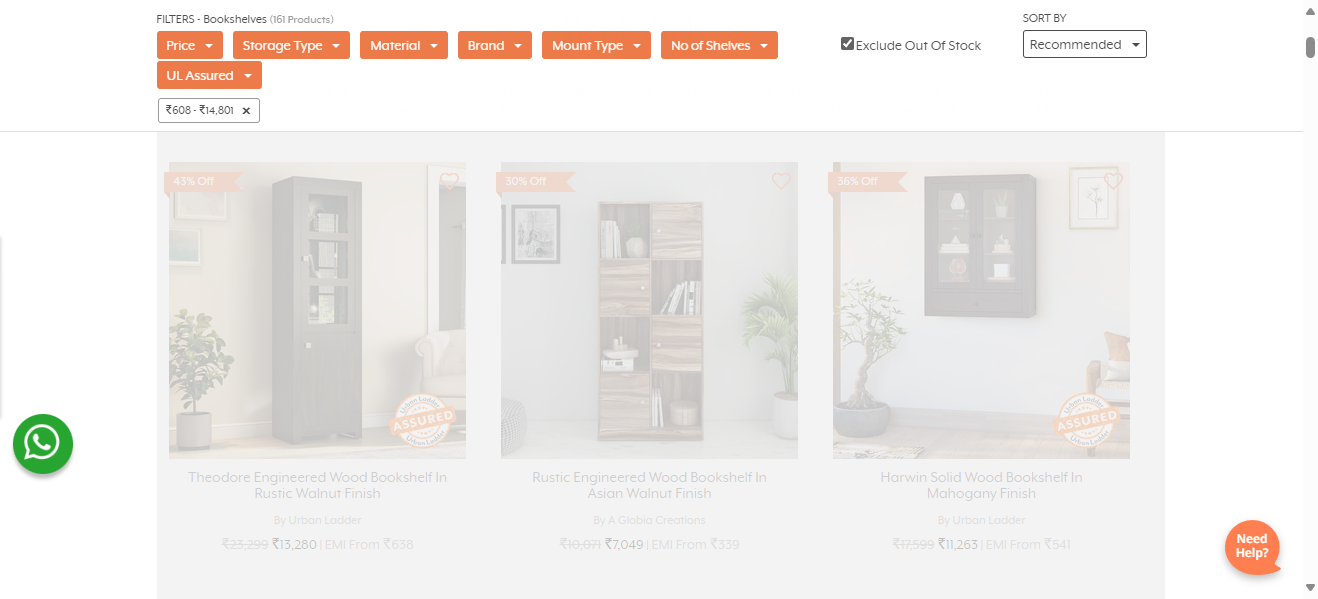 FILTERS - Bookshelves (161 Products)
SORT BY
Price
Storage Type
Material
Brand
Mount Type
No of Shelves
Exclude Out Of Stock
Recommended
UL Assured
₹608 - ₹14,801 ×
43% Off
30% Off
36% Off
Urban Ladder
ASSURED
Urban Ladder
Urban Ladder
ASSURED
Urban Ladder
Theodore Engineered Wood Bookshelf In
Rustic Walnut Finish
By Urban Ladder
₹23,299 ₹13,280 | EMI From ₹638
Rustic Engineered Wood Bookshelf In
Asian Walnut Finish
By A Globia Creations
₹10,071 ₹7,049 | EMI From ₹339
Harwin Solid Wood Bookshelf In
Mahogany Finish
By Urban Ladder
₹17,599 ₹11,263 | EMI From ₹541
Need
Help?